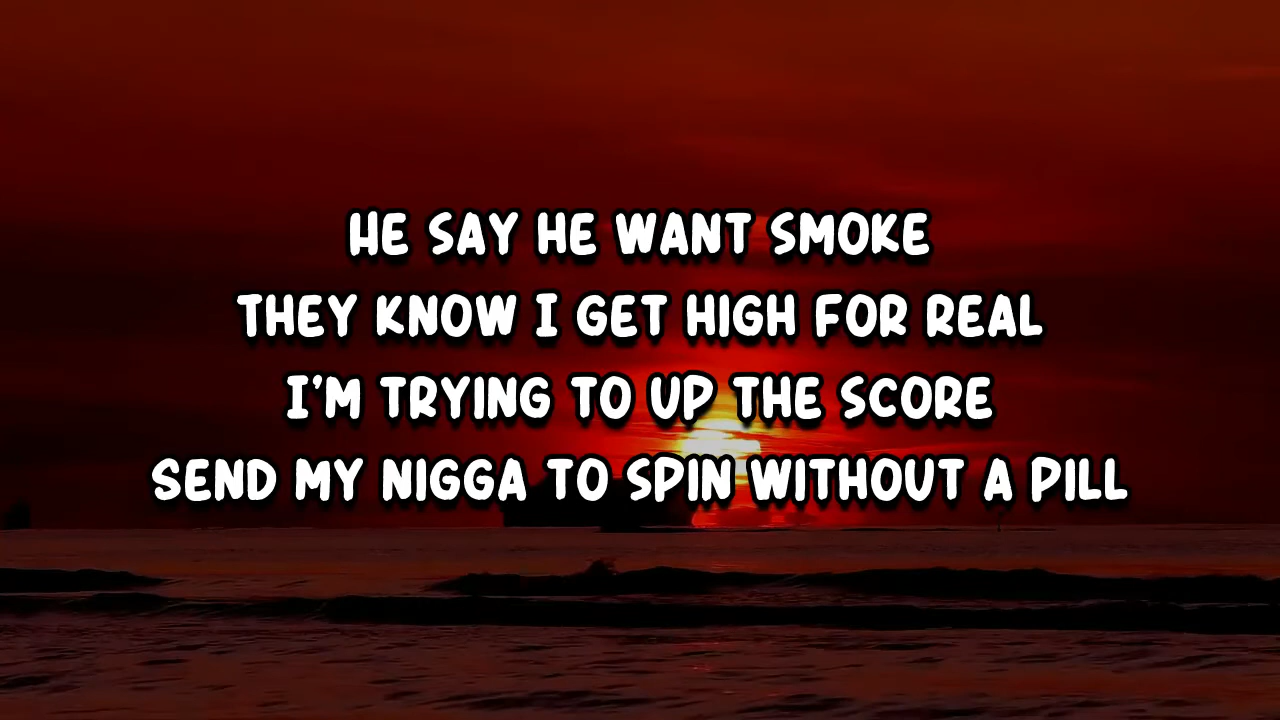 HE SAY HE WANT SMOKE
THEY KNOW I GET HIGH FOR REAL
I'M TRYING TO UP THE SCORE
SEND MY NIGGA TO SPIN WITHOUT A PILL